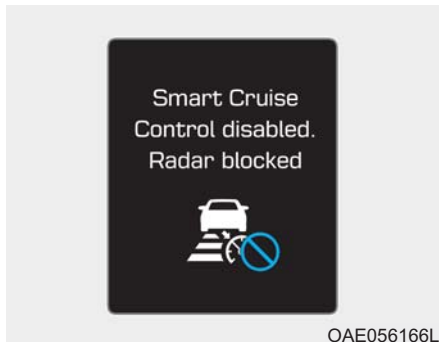 Smart Cruise
Control disabled.
Radar blocked
OAE056166L